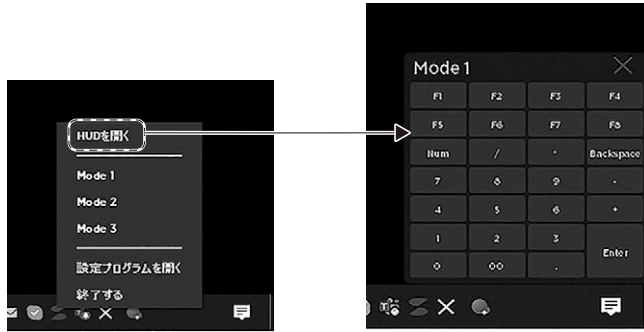 HUDを開く
Mode 1
Mode 2
Mode 3
設定プログラムを開く
終了する
Mode 1
F1 F2 F3 F4
F5 F6 F7 F8
Num / * Backspace
7 8 9 -
4 5 6 +
1 2 3
Enter
0 00 .